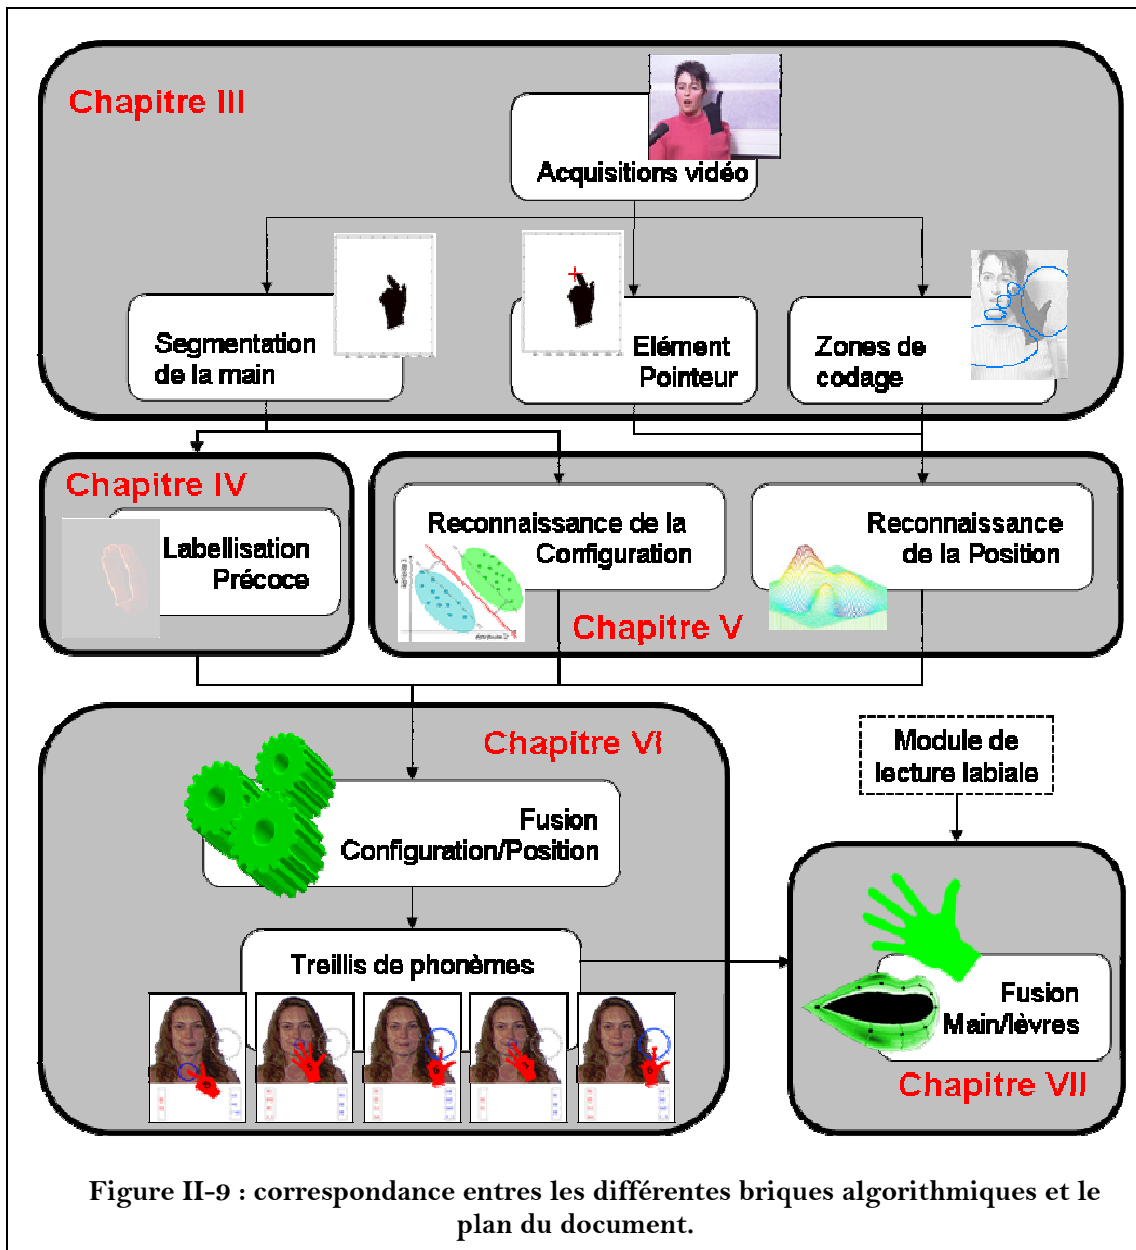 Chapitre III
Acquisitions vidéo
Segmentation
de la main
Elément
Pointeur
Zones de
codage
Chapitre IV
Labellisation
Précoce
Reconnaissance de la
Configuration
Reconnaissance
de la Position
Chapitre V
Chapitre VI
Fusion
Configuration/Position
Treillis de phonèmes
Module de
lecture labiale
Fusion
Main/lèvres
Chapitre VII
Figure II-9 : correspondance entres les différentes briques algorithmiques et le
plan du document.